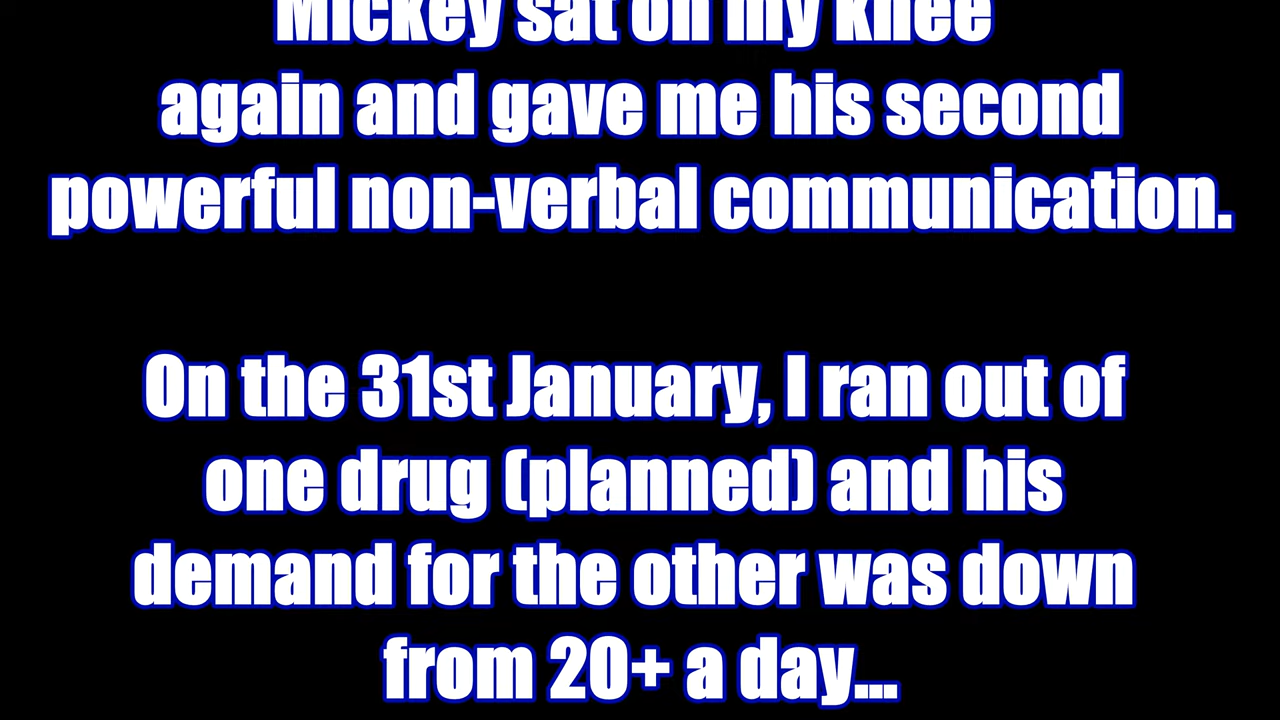 Mickey sat on my knee
again and gave me his second
powerful non-verbal communication.
On the 31st January, I ran out of
one drug (planned) and his
demand for the other was down
from 20+ a day...